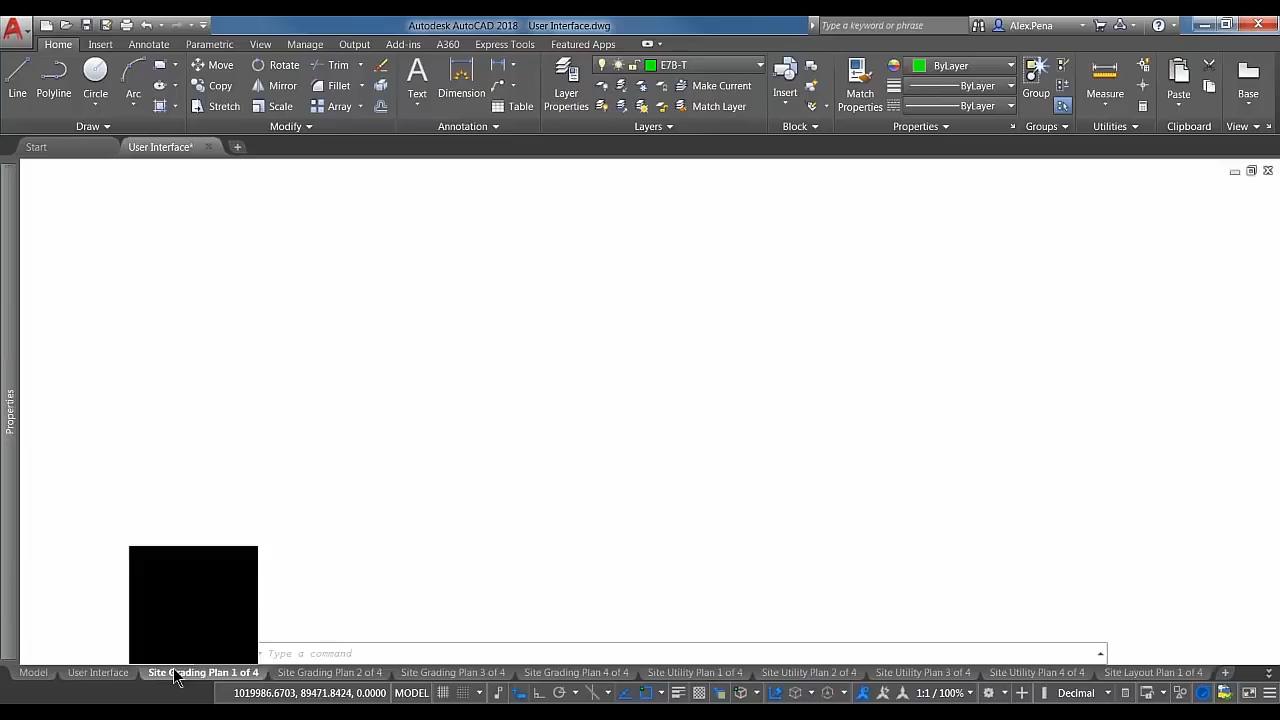 Autodesk AutoCAD 2018 User Interface.dwg
Type a keyword or phrase
Alex.Pena
Home Insert Annotate Parametric View Manage Output Add-ins A360 Express Tools Featured Apps
Line Polyline Circle Arc
Draw
Move Rotate Trim
Copy Mirror Fillet
Stretch Scale Array
Modify
Text Dimension Table
Annotation
Layer Properties
E7B-T
Make Current
Match Layer
Layers
Insert
Block
Match Properties
ByLayer
ByLayer
ByLayer
Properties
Group
Groups
Measure
Utilities
Paste
Clipboard
Base
View
Start User Interface*
Properties
Type a command
Model User Interface Site Grading Plan 1 of 4 Site Grading Plan 2 of 4 Site Grading Plan 3 of 4 Site Grading Plan 4 of 4 Site Utility Plan 1 of 4 Site Utility Plan 2 of 4 Site Utility Plan 3 of 4 Site Utility Plan 4 of 4 Site Layout Plan 1 of 4
1019986.6703, 89471.8424, 0.0000 MODEL 1:1 / 100% Decimal